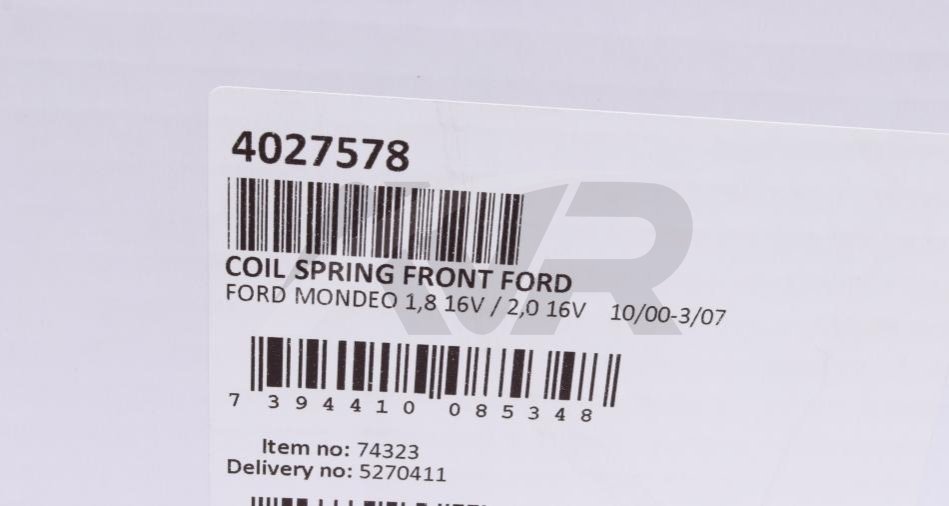 4027578
COIL SPRING FRONT FORD
FORD MONDEO 1,8 16V / 2,0 16V 10/00-3/07
7 394410 085348
Item no: 74323
Delivery no: 5270411